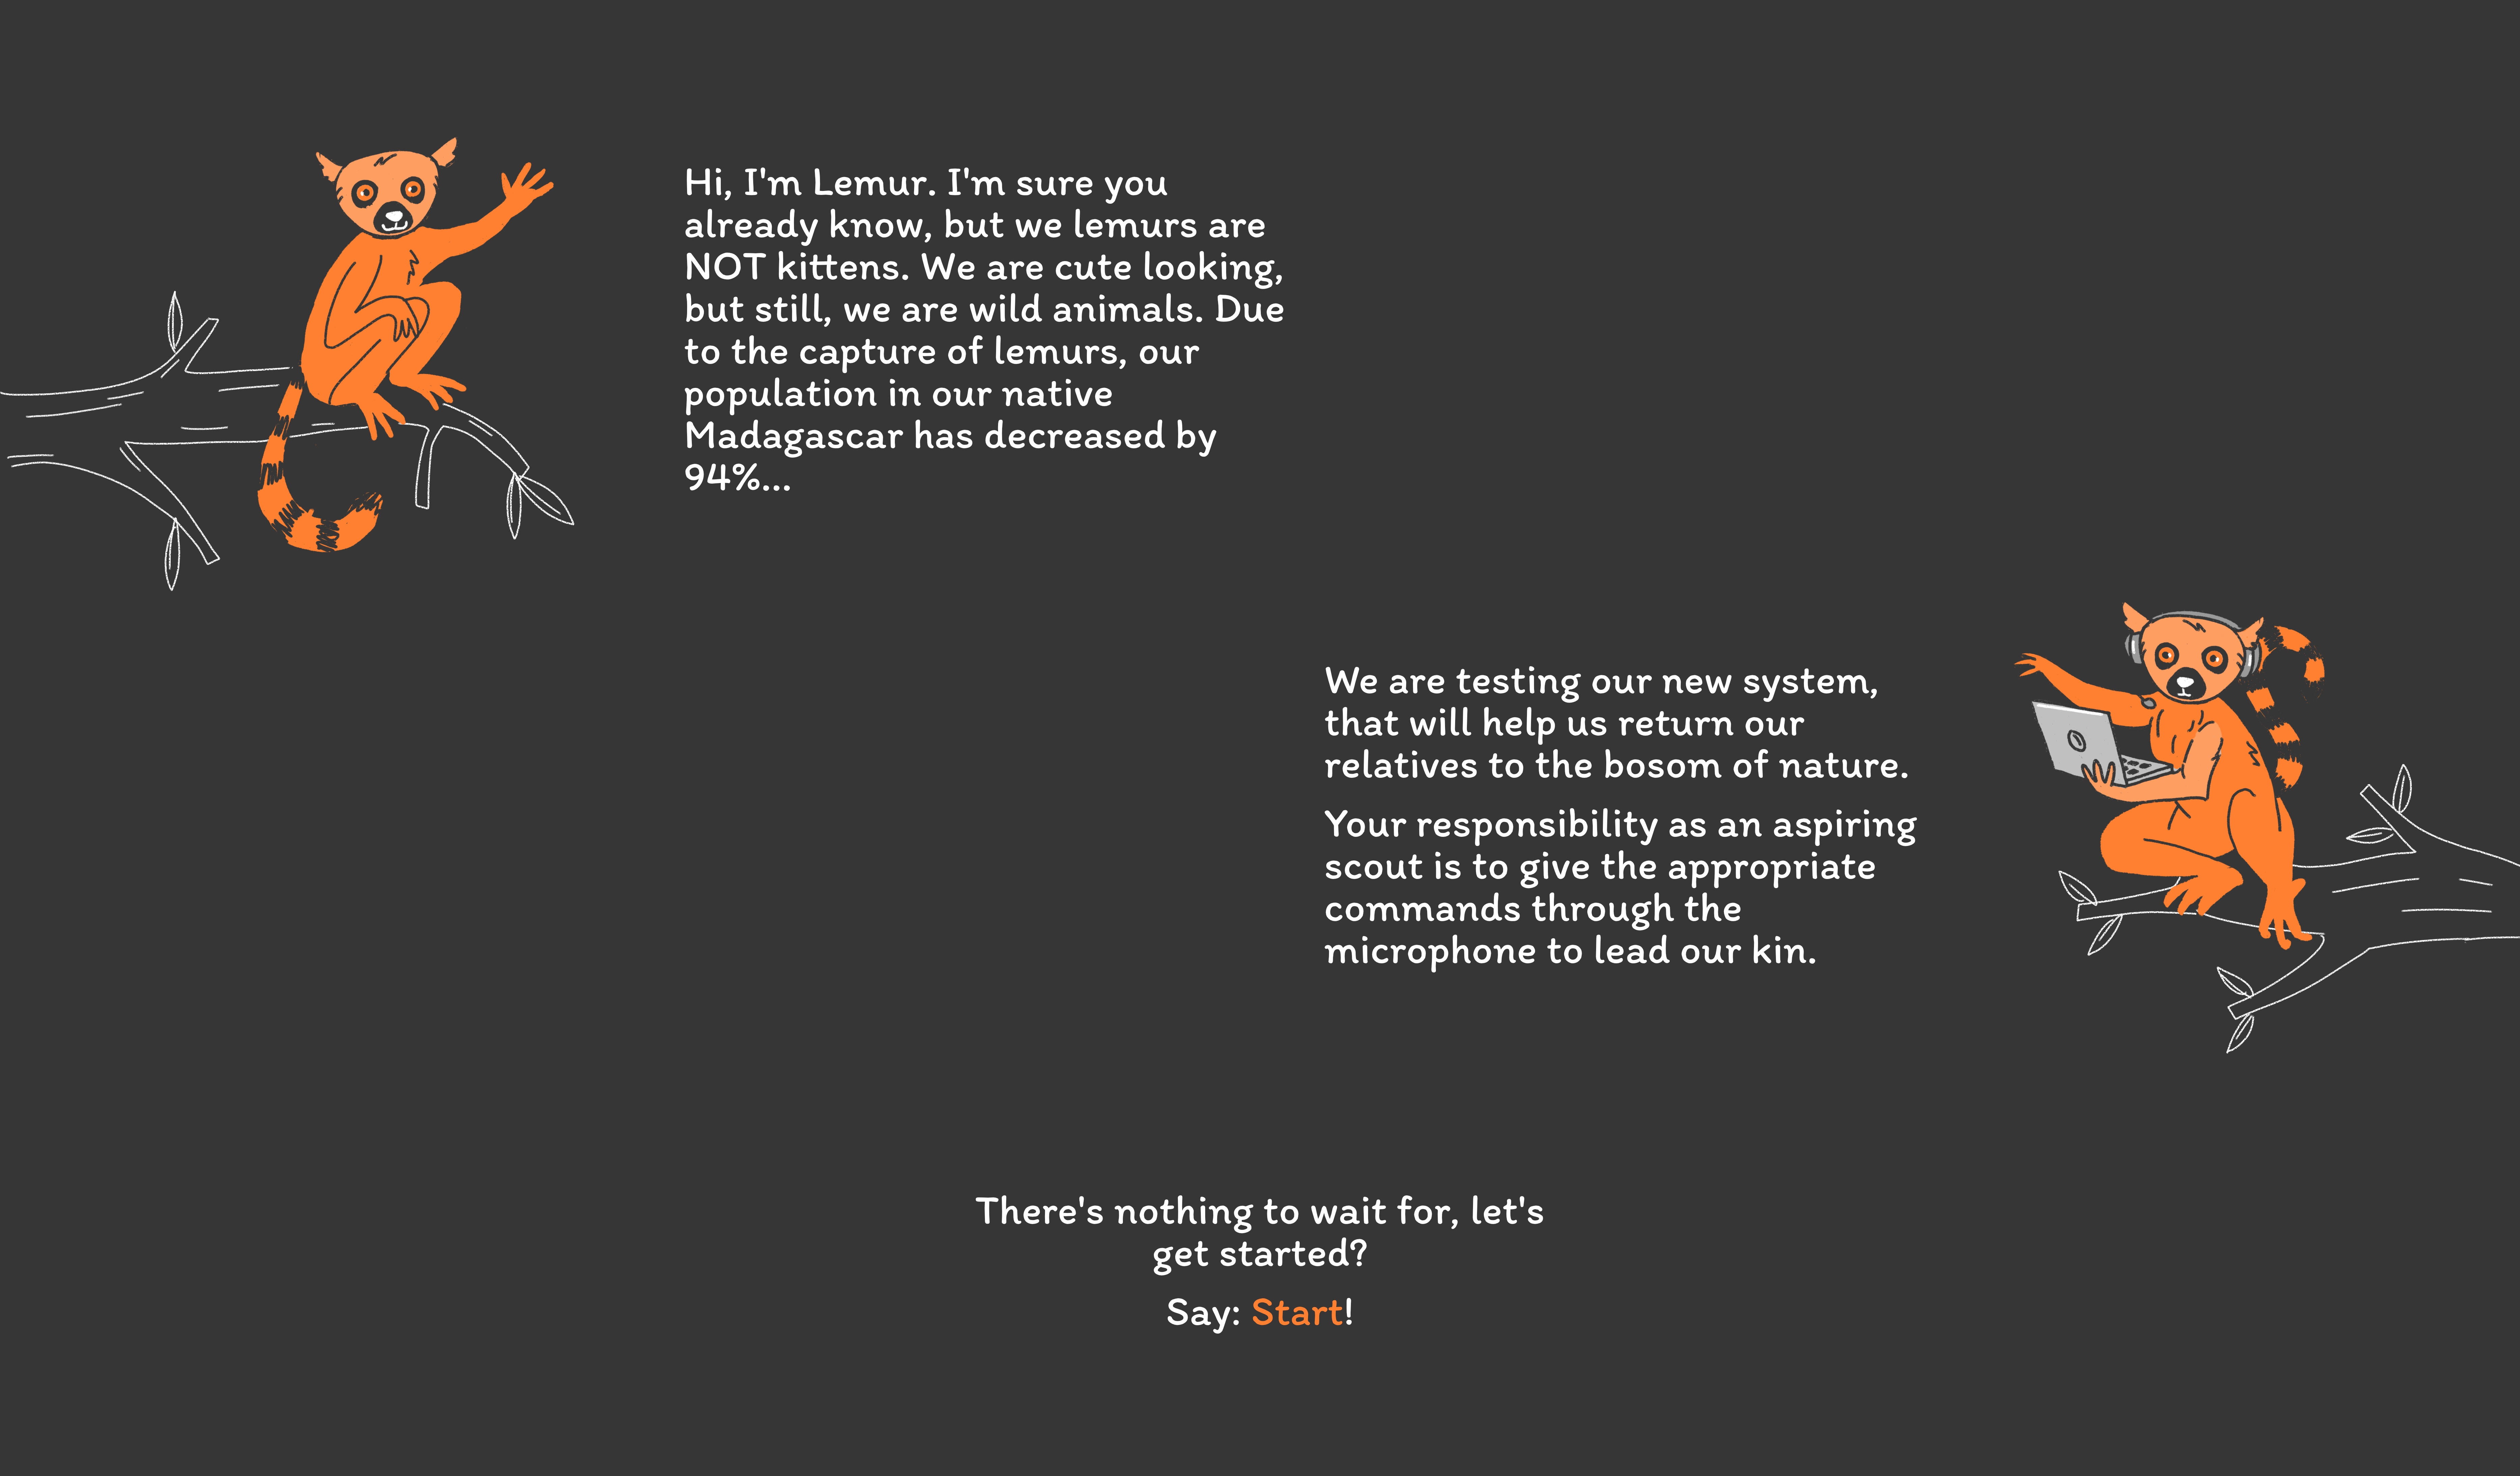 Hi, I'm Lemur. I'm sure you
already know, but we lemurs are
NOT kittens. We are cute looking,
but still, we are wild animals. Due
to the capture of lemurs, our
population in our native
Madagascar has decreased by
94%...
We are testing our new system,
that will help us return our
relatives to the bosom of nature.
Your responsibility as an aspiring
scout is to give the appropriate
commands through the
microphone to lead our kin.
There's nothing to wait for, let's
get started?
Say: Start!